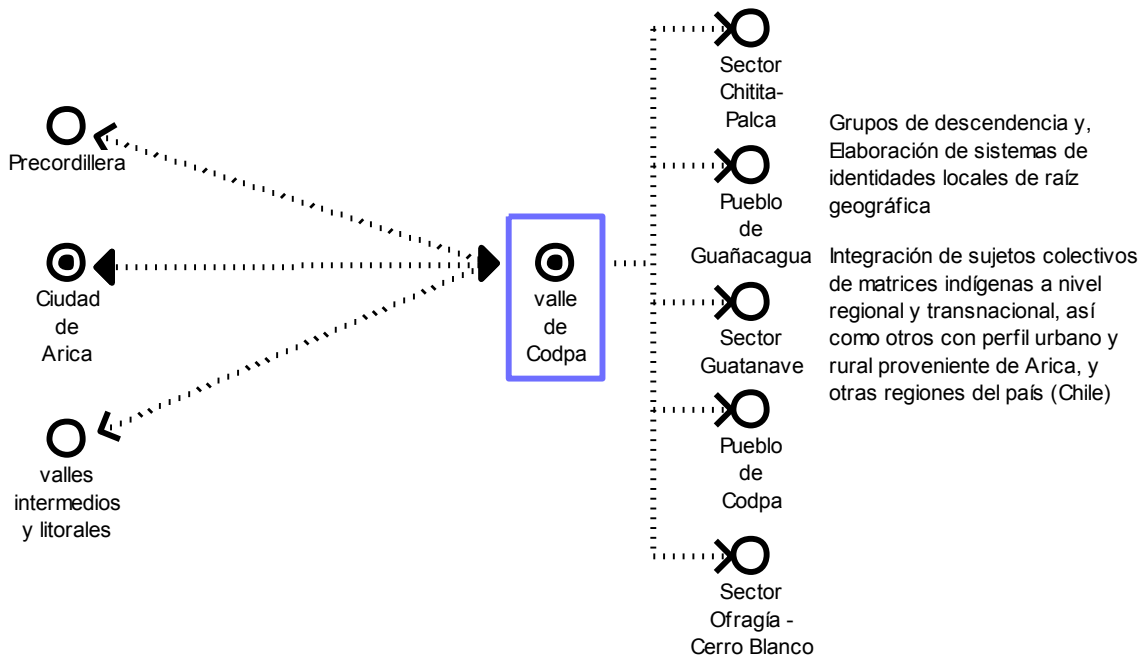 Precordillera
Ciudad
de
Arica
valles
intermedios
y litorales
valle
de
Codpa
Sector
Chitita-
Palca
Pueblo
de
Guañacagua
Sector
Guatanave
Pueblo
de
Codpa
Sector
Ofragía -
Cerro Blanco
Grupos de descendencia y,
Elaboración de sistemas de
identidades locales de raíz
geográfica
Integración de sujetos colectivos
de matrices indígenas a nivel
regional y transnacional, así
como otros con perfil urbano y
rural proveniente de Arica, y
otras regiones del país (Chile)